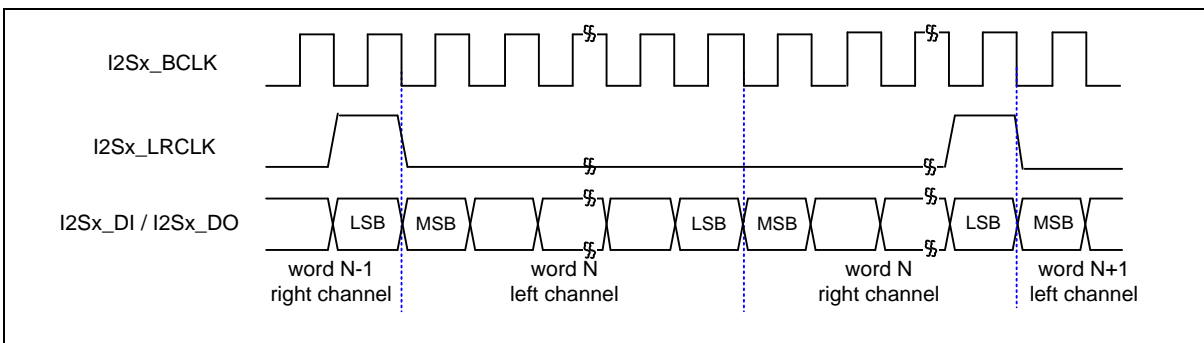 I2Sx_BCLK
I2Sx_LRCLK
I2Sx_DI / I2Sx_DO
LSB
MSB
LSB
MSB
LSB
MSB
word N-1
right channel
word N
left channel
word N
right channel
word N+1
left channel